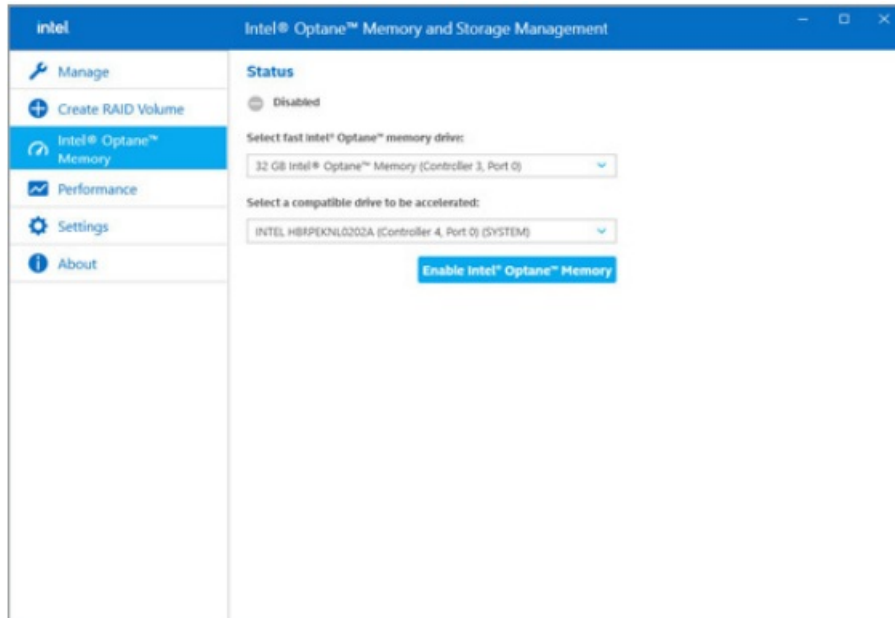 intel
Intel® Optane™ Memory and Storage Management
Manage
Create RAID Volume
Intel® Optane™
Memory
Performance
Settings
About
Status
Disabled
Select fast Intel® Optane™ memory drive:
32 GB Intel® Optane™ Memory (Controller 3, Port 0)
Select a compatible drive to be accelerated:
INTEL HBRPEKNL0202A (Controller 4, Port 0) (SYSTEM)
Enable Intel® Optane™ Memory